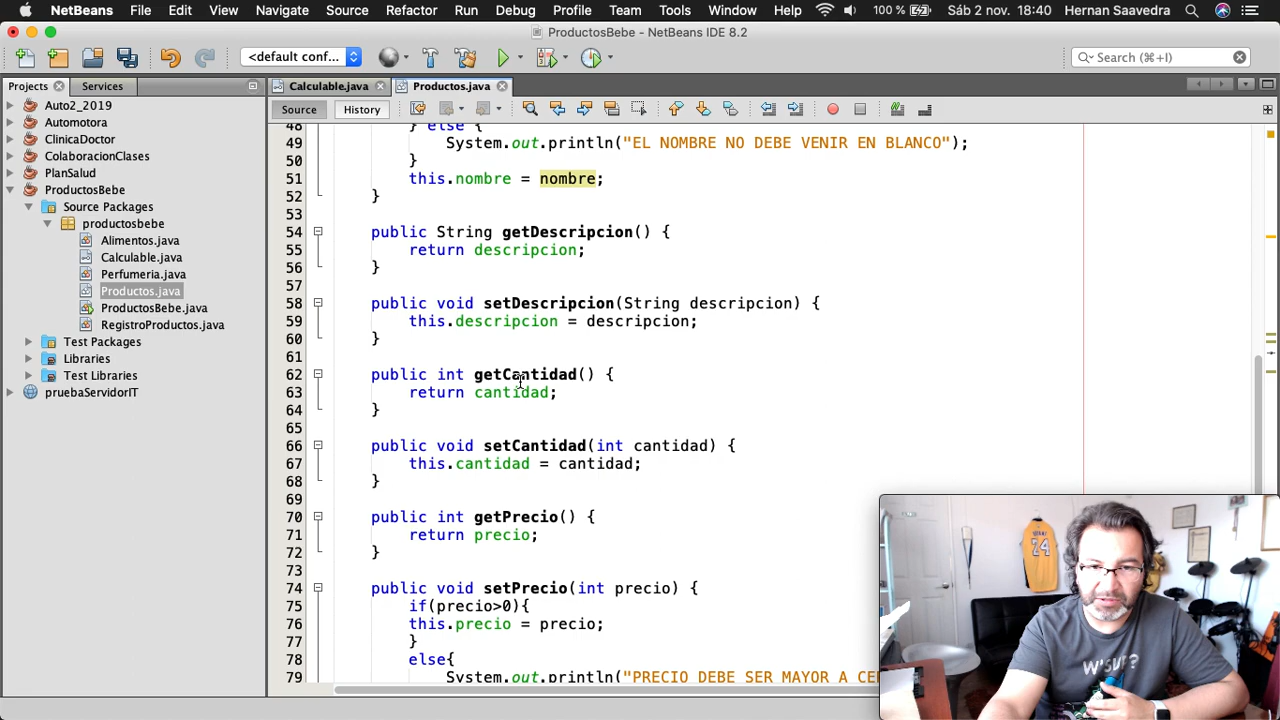 NetBeans File Edit View Navigate Source Refactor Run Debug Profile Team Tools Window Help 100 % Sáb 2 nov. 18:40 Hernan Saavedra
ProductosBebe - NetBeans IDE 8.2
<default conf... Search (⌘+I)
Projects Services Calculable.java Productos.java
Source History
Auto2_2019
Automotora
ClinicaDoctor
ColaboracionClases
PlanSalud
ProductosBebe
Source Packages
productosbebe
Alimentos.java
Calculable.java
Perfumeria.java
Productos.java
ProductosBebe.java
RegistroProductos.java
Test Packages
Libraries
Test Libraries
pruebaServidorIT
48 } else {
49 System.out.println("EL NOMBRE NO DEBE VENIR EN BLANCO");
50 }
51 this.nombre = nombre;
52 }
53
54 public String getDescripcion() {
55 return descripcion;
56 }
57
58 public void setDescripcion(String descripcion) {
59 this.descripcion = descripcion;
60 }
61
62 public int getCantidad() {
63 return cantidad;
64 }
65
66 public void setCantidad(int cantidad) {
67 this.cantidad = cantidad;
68 }
69
70 public int getPrecio() {
71 return precio;
72 }
73
74 public void setPrecio(int precio) {
75 if(precio>0){
76 this.precio = precio;
77 }
78 else{
79 System.out.println("PRECIO DEBE SER MAYOR A CE
24
W'SUP?